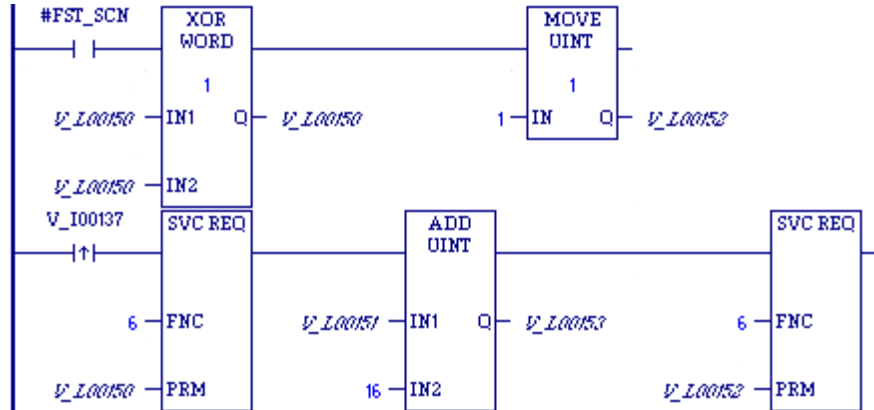 #FST_SCN XOR MOVE
WORD UINT
1 1
V_L00150 IN1 Q V_L00150 1 IN Q V_L00152
V_L00150 IN2
V_I00137 SVC REQ ADD SVC REQ
UINT
6 FNC V_L00151 IN1 Q V_L00153 6 FNC
V_L00150 PRM 16 IN2 V_L00152 PRM